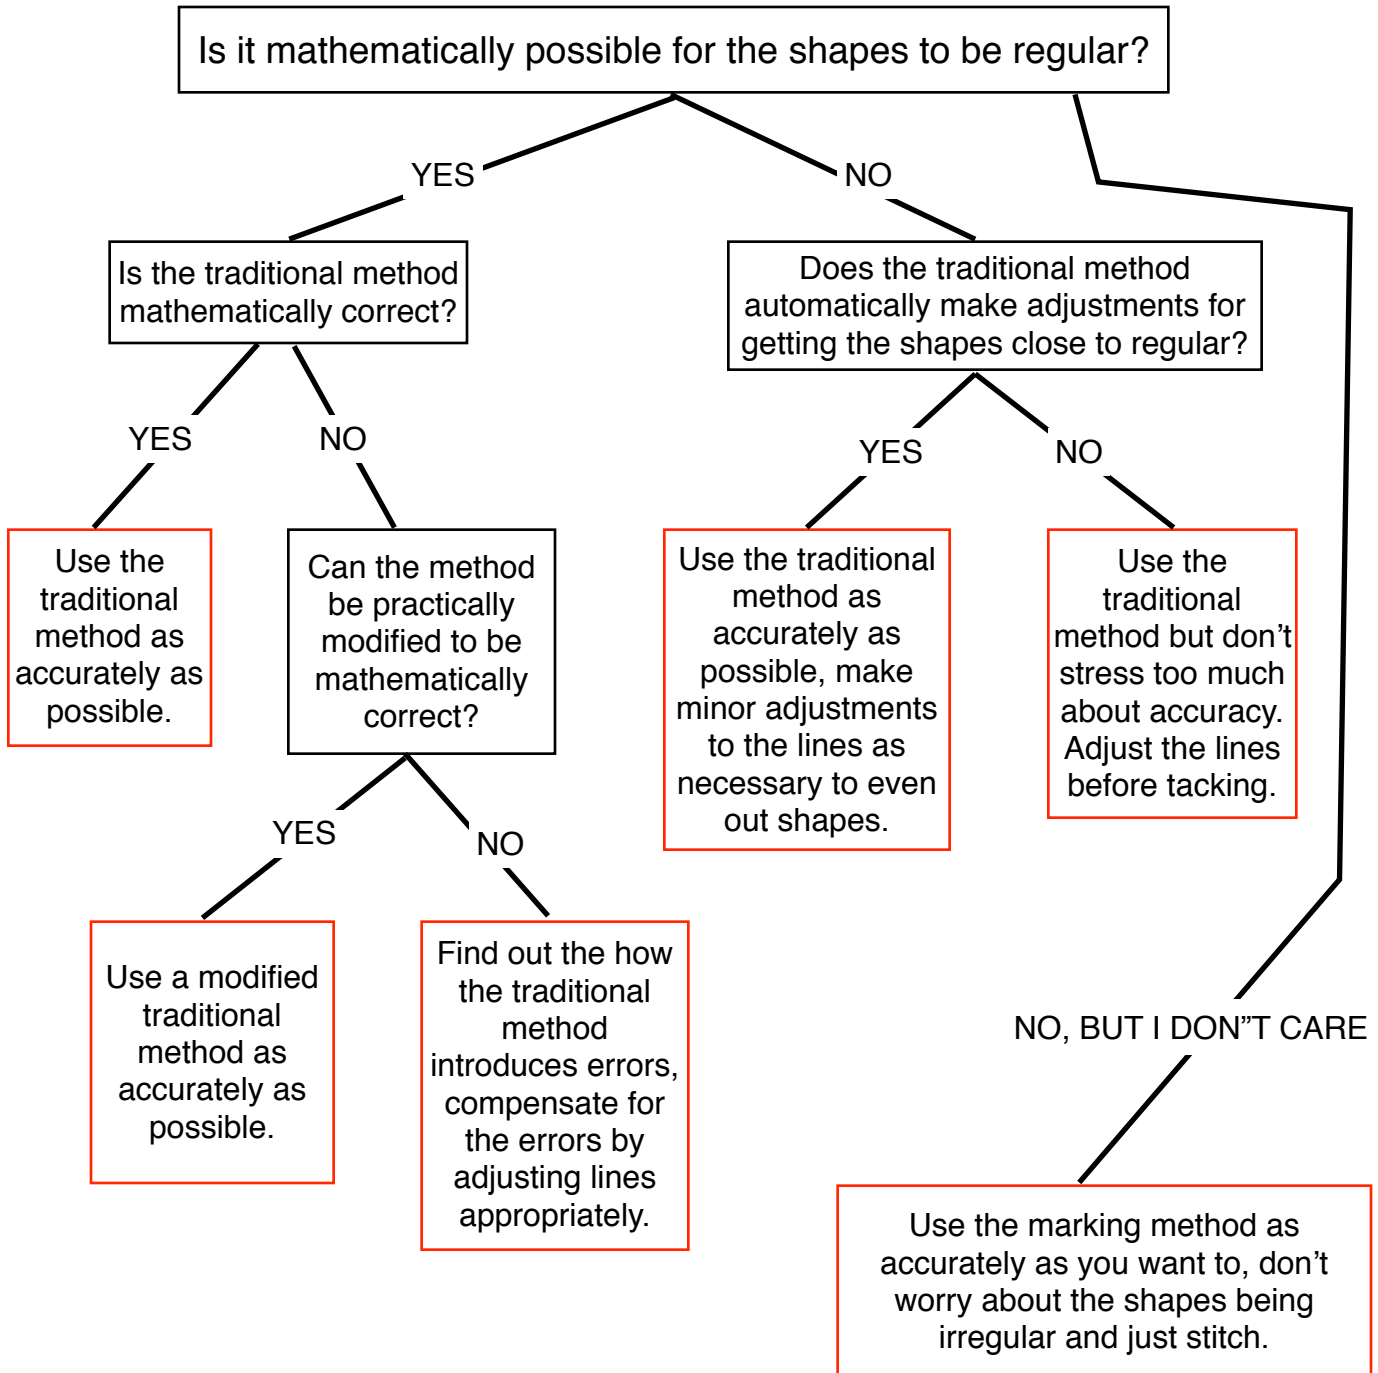 Is it mathematically possible for the shapes to be regular?
YES
NO
Is the traditional method
mathematically correct?
Does the traditional method
automatically make adjustments for
getting the shapes close to regular?
YES
NO
YES
NO
Use the
traditional
method as
accurately as
possible.
Can the method
be practically
modified to be
mathematically
correct?
Use the traditional
method as
accurately as
possible, make
minor adjustments
to the lines as
necessary to even
out shapes.
Use the
traditional
method but don’t
stress too much
about accuracy.
Adjust the lines
before tacking.
YES
NO
Use a modified
traditional
method as
accurately as
possible.
Find out the how
the traditional
method
introduces errors,
compensate for
the errors by
adjusting lines
appropriately.
NO, BUT I DON”T CARE
Use the marking method as
accurately as you want to, don’t
worry about the shapes being
irregular and just stitch.